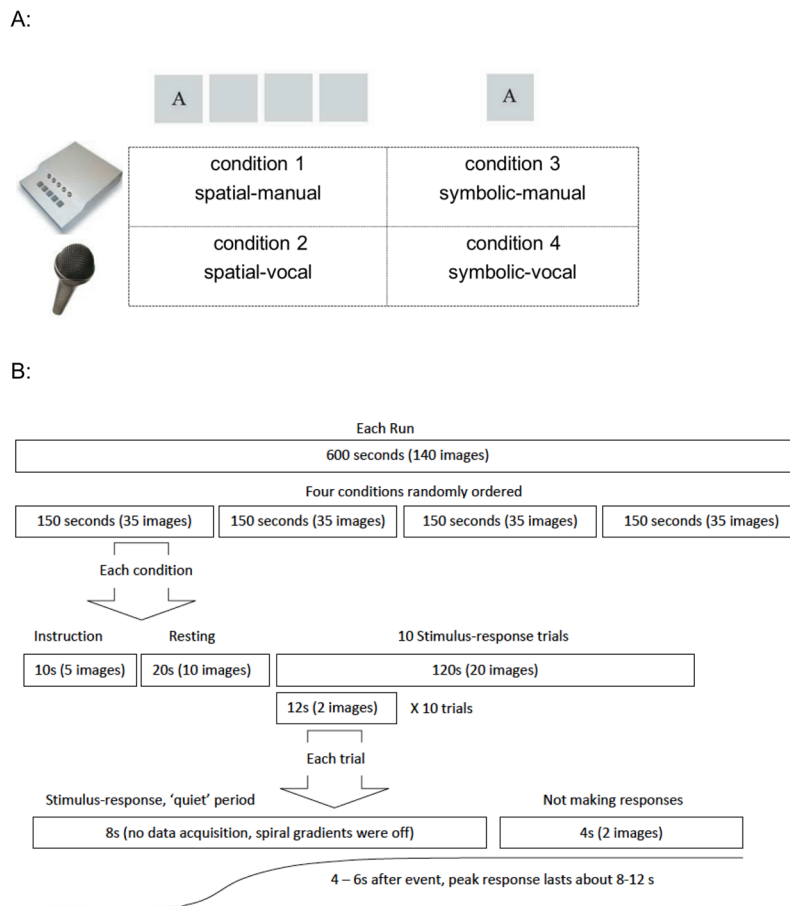 A:
A
A
condition 1
spatial-manual
condition 3
symbolic-manual
condition 2
spatial-vocal
condition 4
symbolic-vocal
B:
Each Run
600 seconds (140 images)
Four conditions randomly ordered
150 seconds (35 images) 150 seconds (35 images) 150 seconds (35 images) 150 seconds (35 images)
Each condition
Instruction Resting 10 Stimulus-response trials
10s (5 images) 20s (10 images) 120s (20 images)
12s (2 images) X 10 trials
Each trial
Stimulus-response, ‘quiet’ period Not making responses
8s (no data acquisition, spiral gradients were off) 4s (2 images)
4 – 6s after event, peak response lasts about 8-12 s